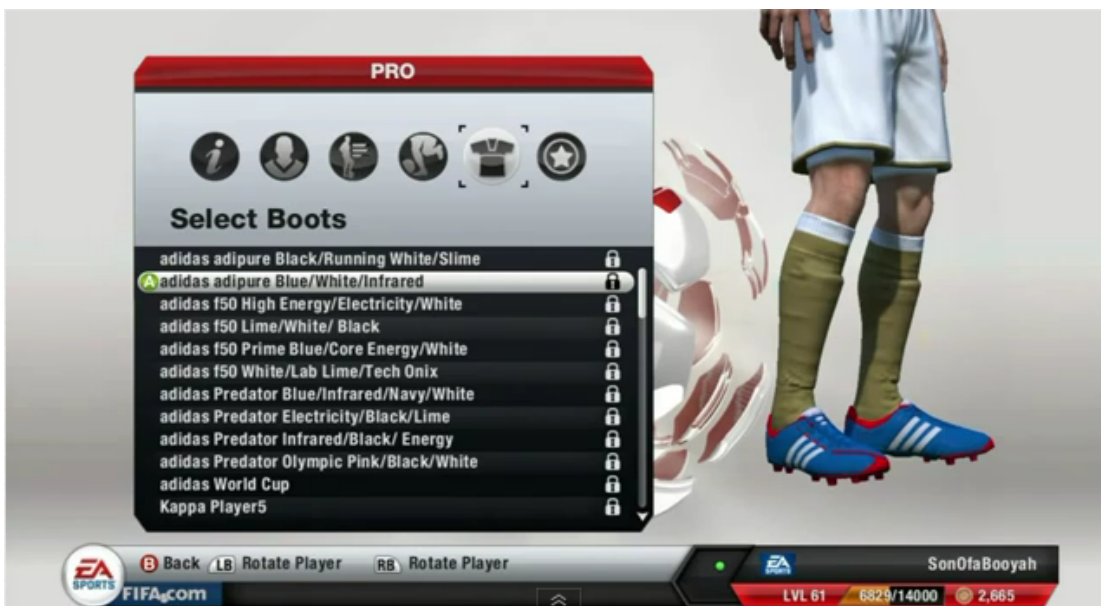 PRO
Select Boots
adidas adipure Black/Running White/Slime
A adidas adipure Blue/White/Infrared
adidas f50 High Energy/Electricity/White
adidas f50 Lime/White/ Black
adidas f50 Prime Blue/Core Energy/White
adidas f50 White/Lab Lime/Tech Onix
adidas Predator Blue/Infrared/Navy/White
adidas Predator Electricity/Black/Lime
adidas Predator Infrared/Black/ Energy
adidas Predator Olympic Pink/Black/White
adidas World Cup
Kappa Player5
B Back LB Rotate Player RB Rotate Player
EA SPORTS
FIFA.com
EA SPORTS
SonOfaBooyah
LVL 61 6829/14000 2,665